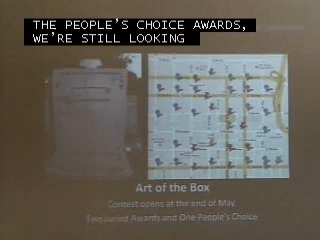 THE PEOPLE'S CHOICE AWARDS,
WE'RE STILL LOOKING
Art of the Box
Contest opens at the end of May.
Two Juried Awards and One People's Choice